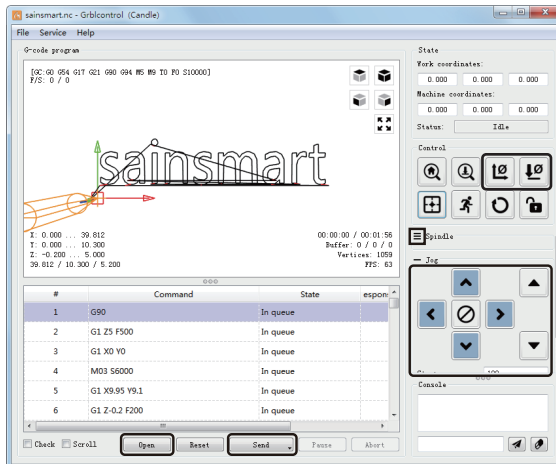 sainsmart.nc - Grblcontrol (Candle)
File Service Help
G-code program
[GC:G0 G54 G17 G21 G90 G94 M5 M9 T0 F0 S10000]
F/S: 0 / 0
sainsmart
X: 0.000 ... 39.812
Y: 0.000 ... 10.300
Z: -0.200 ... 5.000
39.812 / 10.300 / 5.200
00:00:00 / 00:01:56
Buffer: 0 / 0 / 0
Vertices: 1059
FPS: 63
# Command State espons
1 G90 In queue
2 G1 Z5 F500 In queue
3 G1 X0 Y0 In queue
4 M03 S6000 In queue
5 G1 X9.95 Y9.1 In queue
6 G1 Z-0.2 F200 In queue
Check Scroll Open Reset Send Pause Abort
State
Work coordinates:
0.000 0.000 0.000
Machine coordinates:
0.000 0.000 0.000
Status: Idle
Control
Spindle
Jog
Console